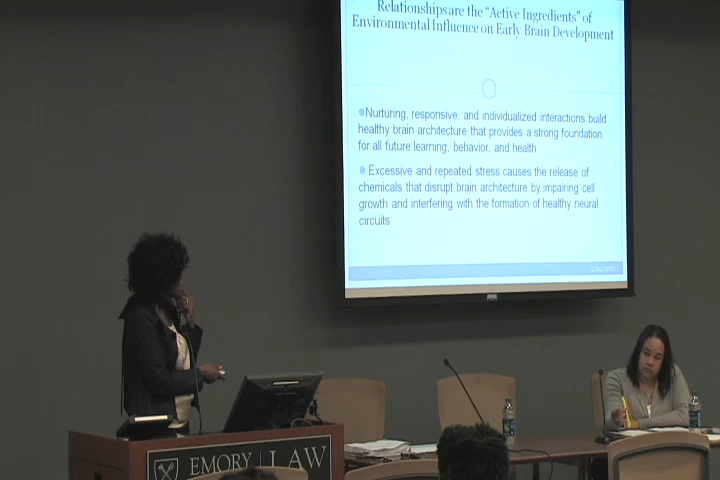 Relationships are the "Active Ingredients" of
Environmental Influence on Early Brain Development
Nurturing, responsive, and individualized interactions build
healthy brain architecture that provides a strong foundation
for all future learning, behavior, and health
Excessive and repeated stress causes the release of
chemicals that disrupt brain architecture by impairing cell
growth and interfering with the formation of healthy neural
circuits
EMORY | LAW